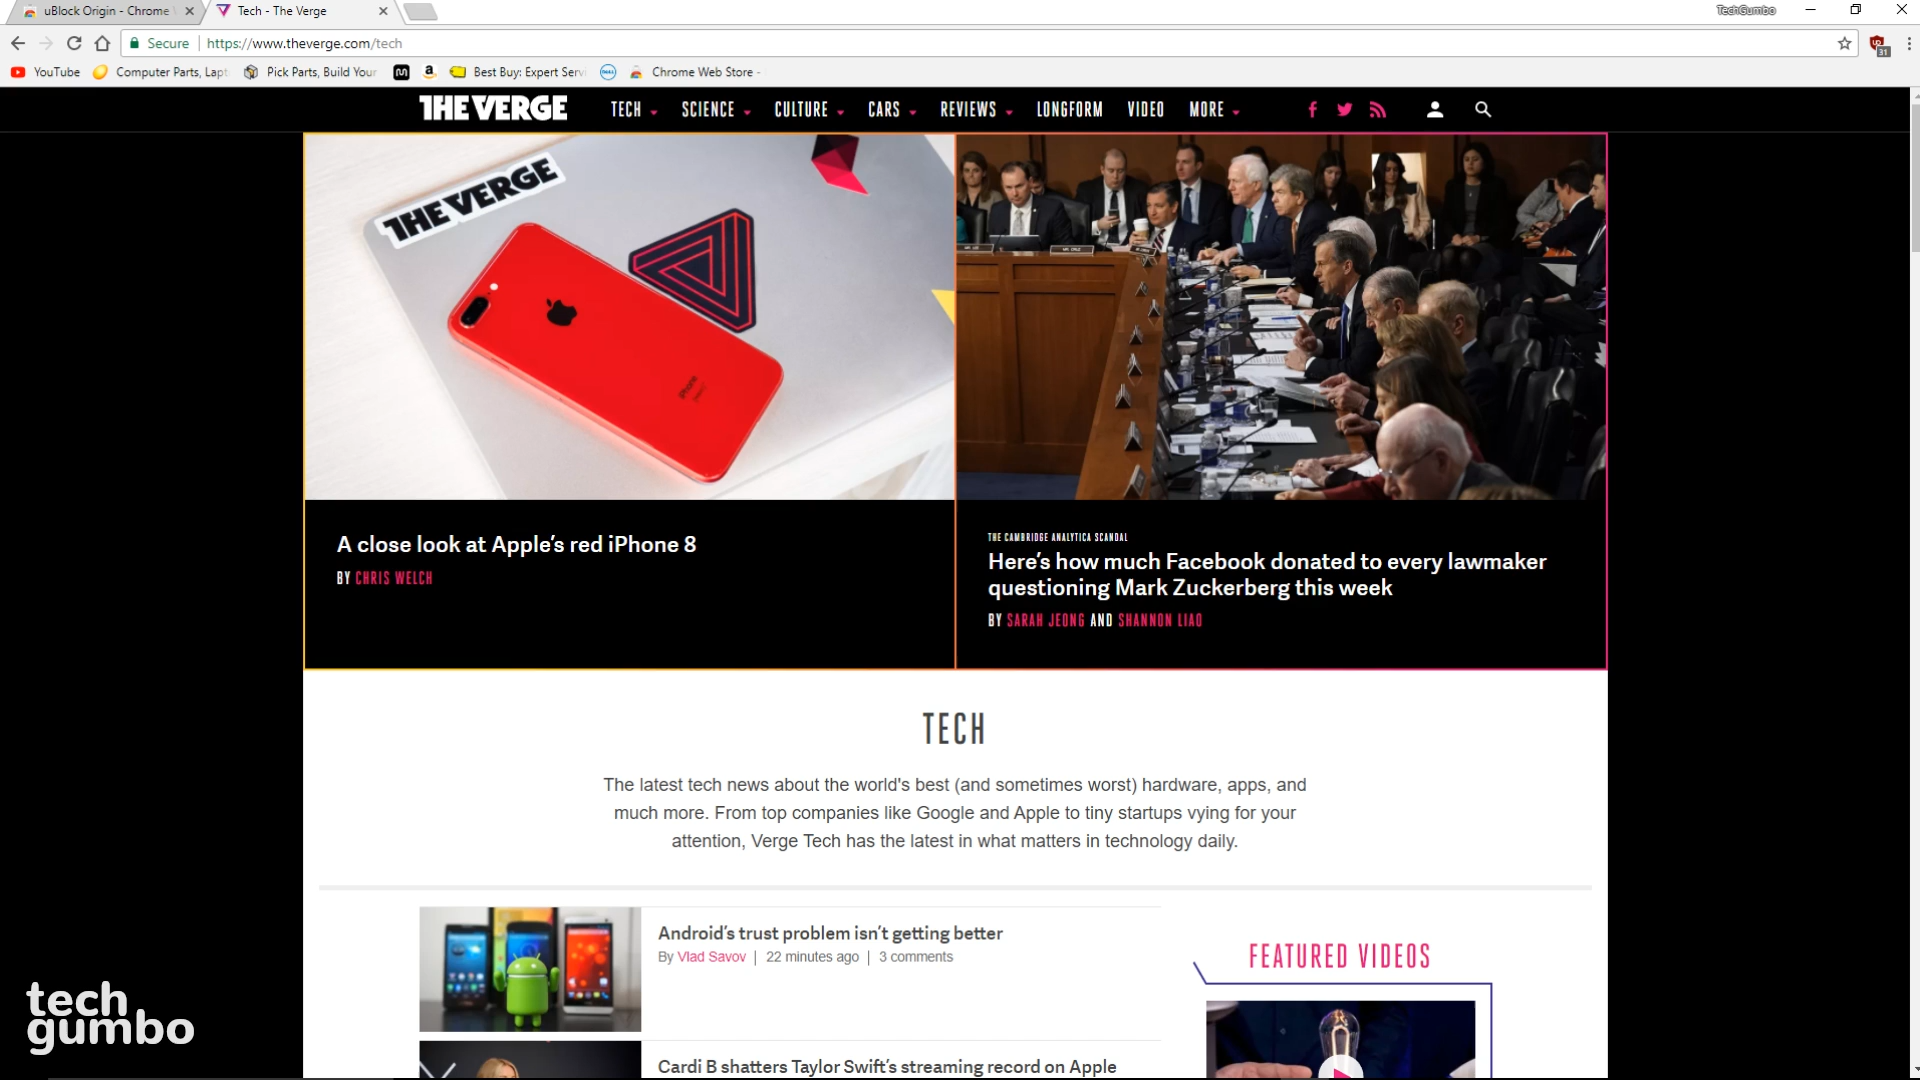 uBlock Origin - Chrome
Tech - The Verge
TechGumbo
Secure
https://www.theverge.com/tech
31
YouTube
Computer Parts, Lapt
Pick Parts, Build Your
Best Buy: Expert Servi
Chrome Web Store -
THE VERGE
TECH
SCIENCE
CULTURE
CARS
REVIEWS
LONGFORM
VIDEO
MORE
THE VERGE
iPhone
A close look at Apple's red iPhone 8
BY CHRIS WELCH
THE CAMBRIDGE ANALYTICA SCANDAL
Here's how much Facebook donated to every lawmaker
questioning Mark Zuckerberg this week
BY SARAH JEONG AND SHANNON LIAO
TECH
The latest tech news about the world's best (and sometimes worst) hardware, apps, and
much more. From top companies like Google and Apple to tiny startups vying for your
attention, Verge Tech has the latest in what matters in technology daily.
Android's trust problem isn't getting better
By Vlad Savov | 22 minutes ago | 3 comments
Cardi B shatters Taylor Swift's streaming record on Apple
FEATURED VIDEOS
tech
gumbo